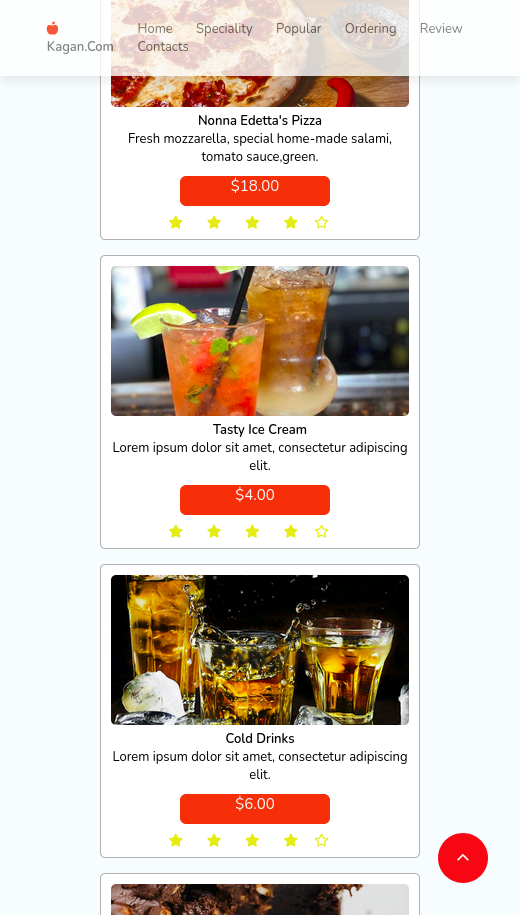 Home Speciality Popular Ordering Review
Kagan.Com Contacts
Nonna Edetta's Pizza
Fresh mozzarella, special home-made salami,
tomato sauce,green.
$18.00
Tasty Ice Cream
Lorem ipsum dolor sit amet, consectetur adipiscing
elit.
$4.00
Cold Drinks
Lorem ipsum dolor sit amet, consectetur adipiscing
elit.
$6.00